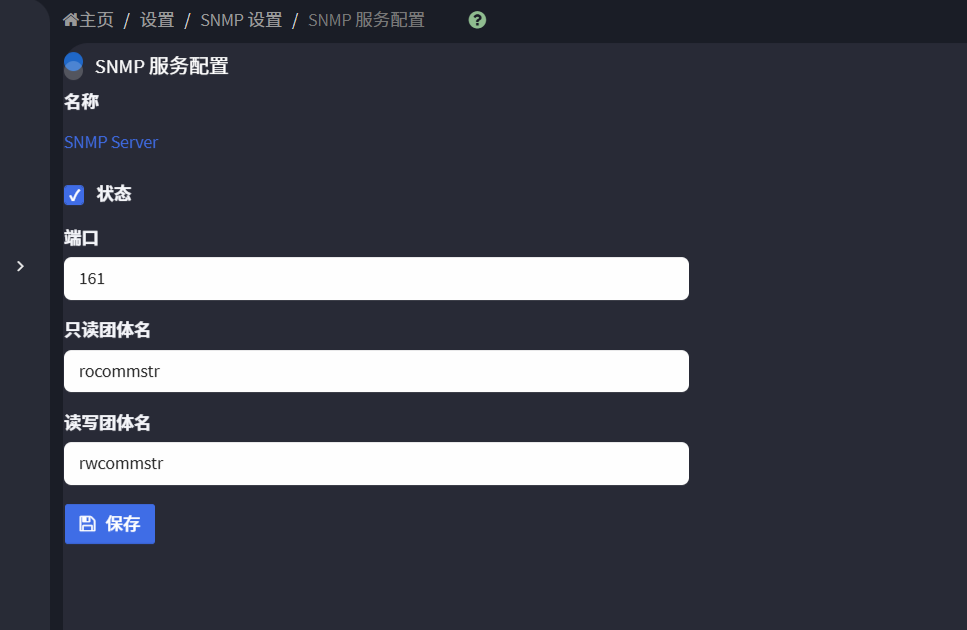 主页 / 设置 / SNMP 设置 / SNMP 服务配置 ?
SNMP 服务配置
名称
SNMP Server
状态
端口
161
只读团体名
rocommstr
读写团体名
rwcommstr
保存